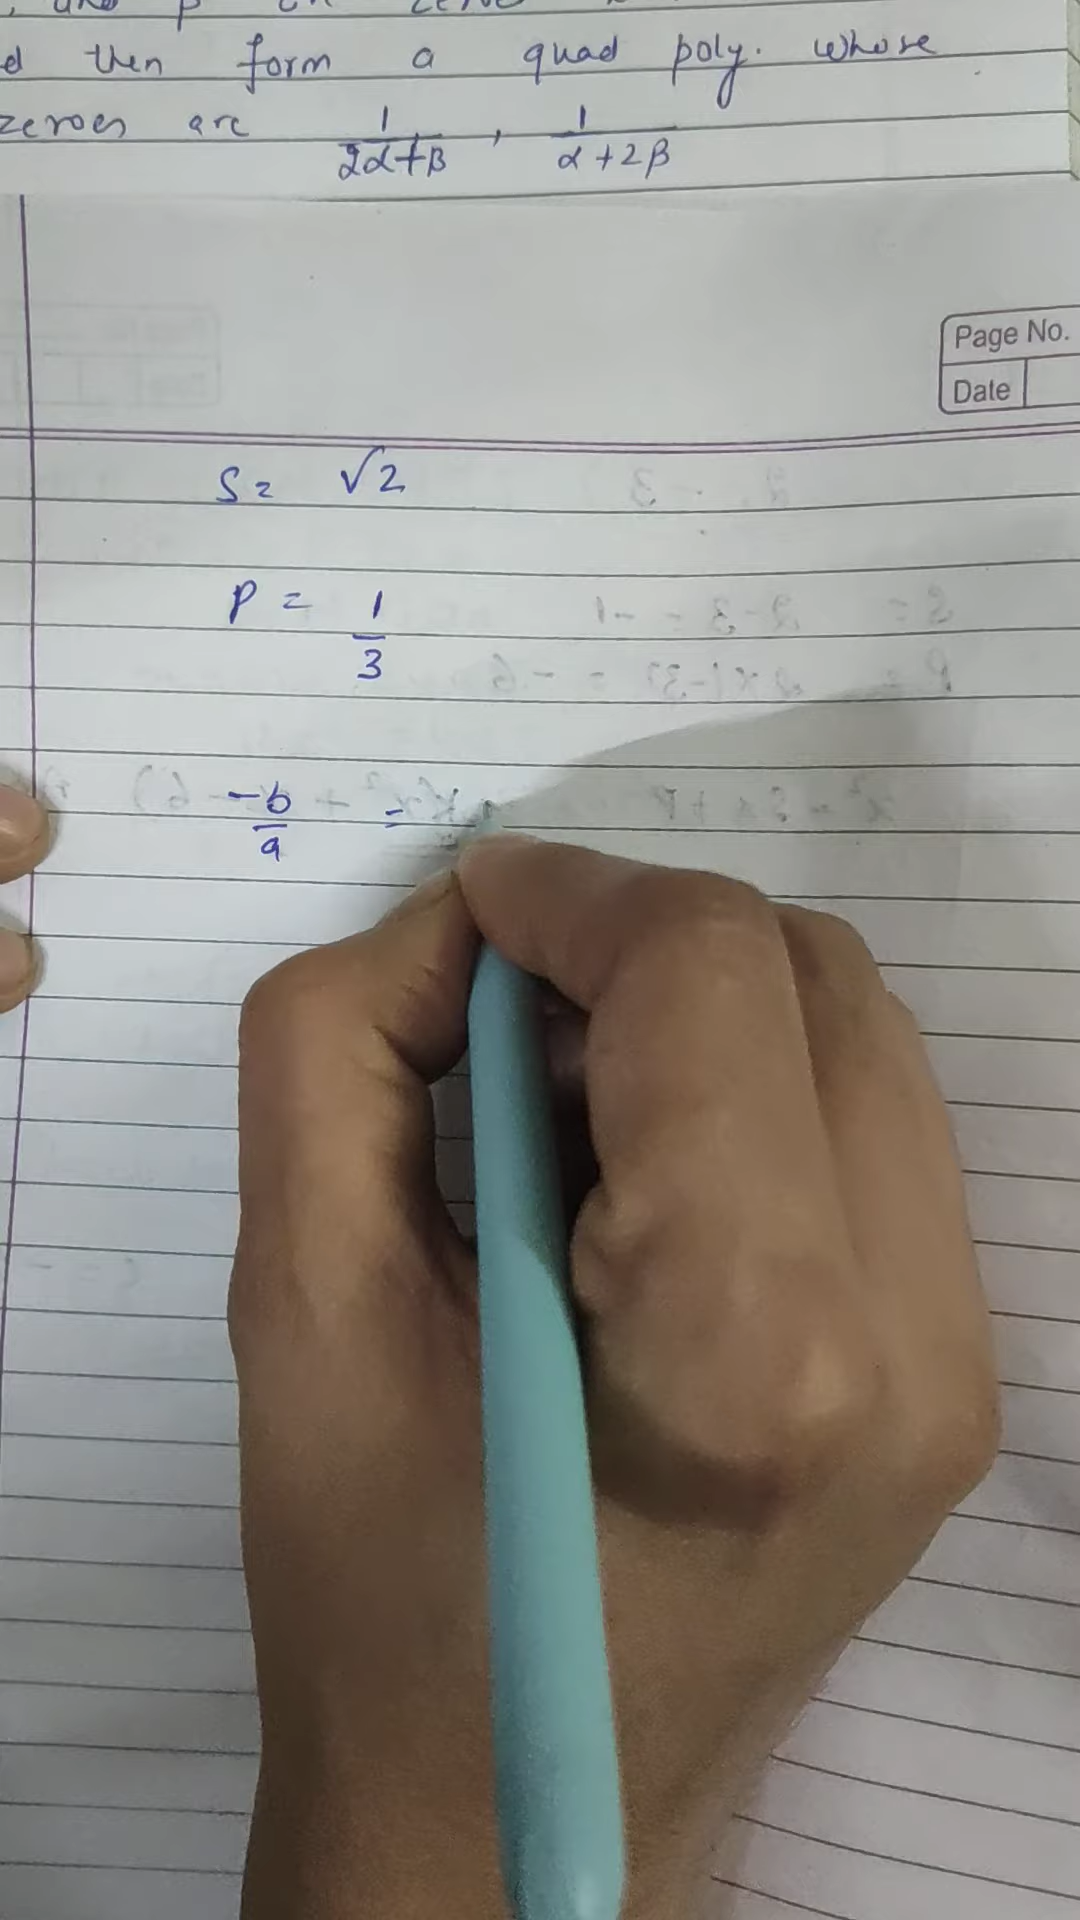 d then form a quad poly. whose
zeroes are 1/2α+β , 1/α+2β
Page No.
Date
S = √2
P = 1/3
-b/a =